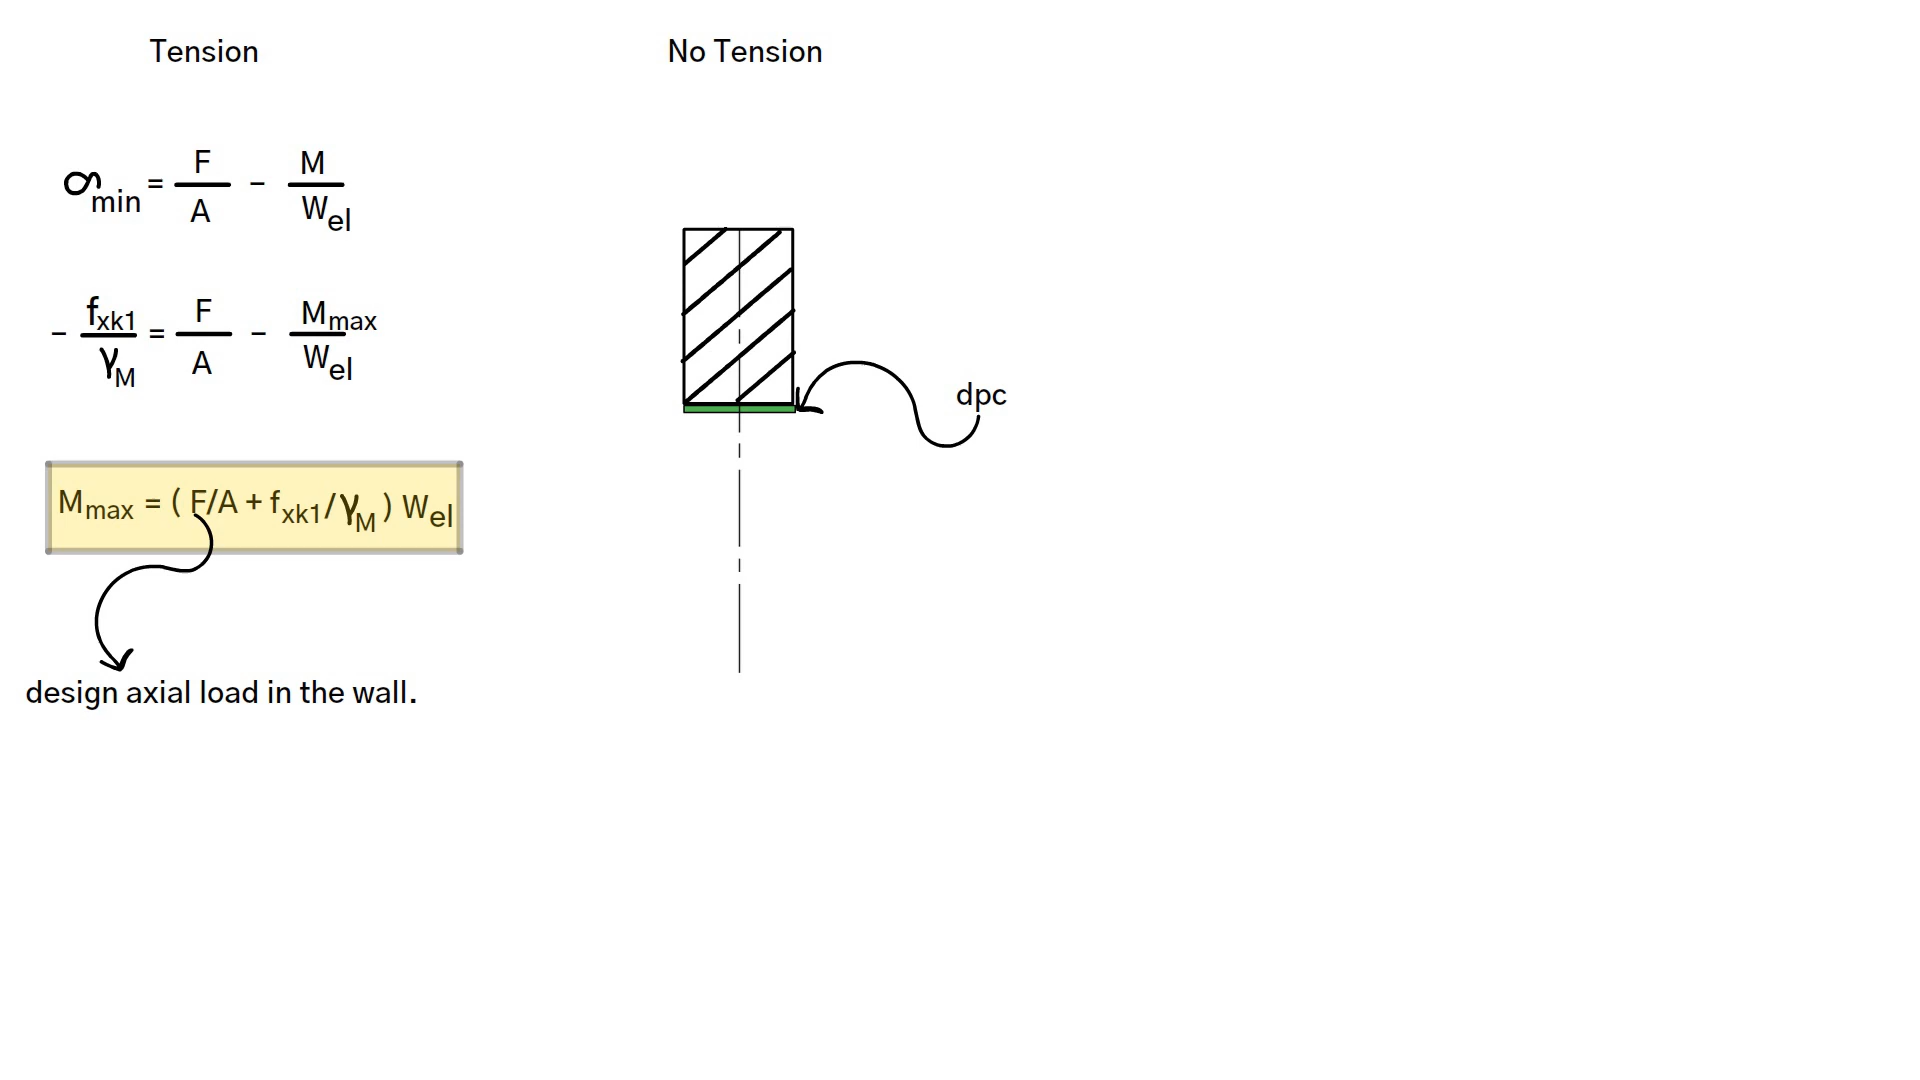 Tension
No Tension
σmin = F/A - M/Wel
- fxk1/γM = F/A - Mmax/Wel
Mmax = ( F/A + fxk1/γM ) Wel
dpc
design axial load in the wall.